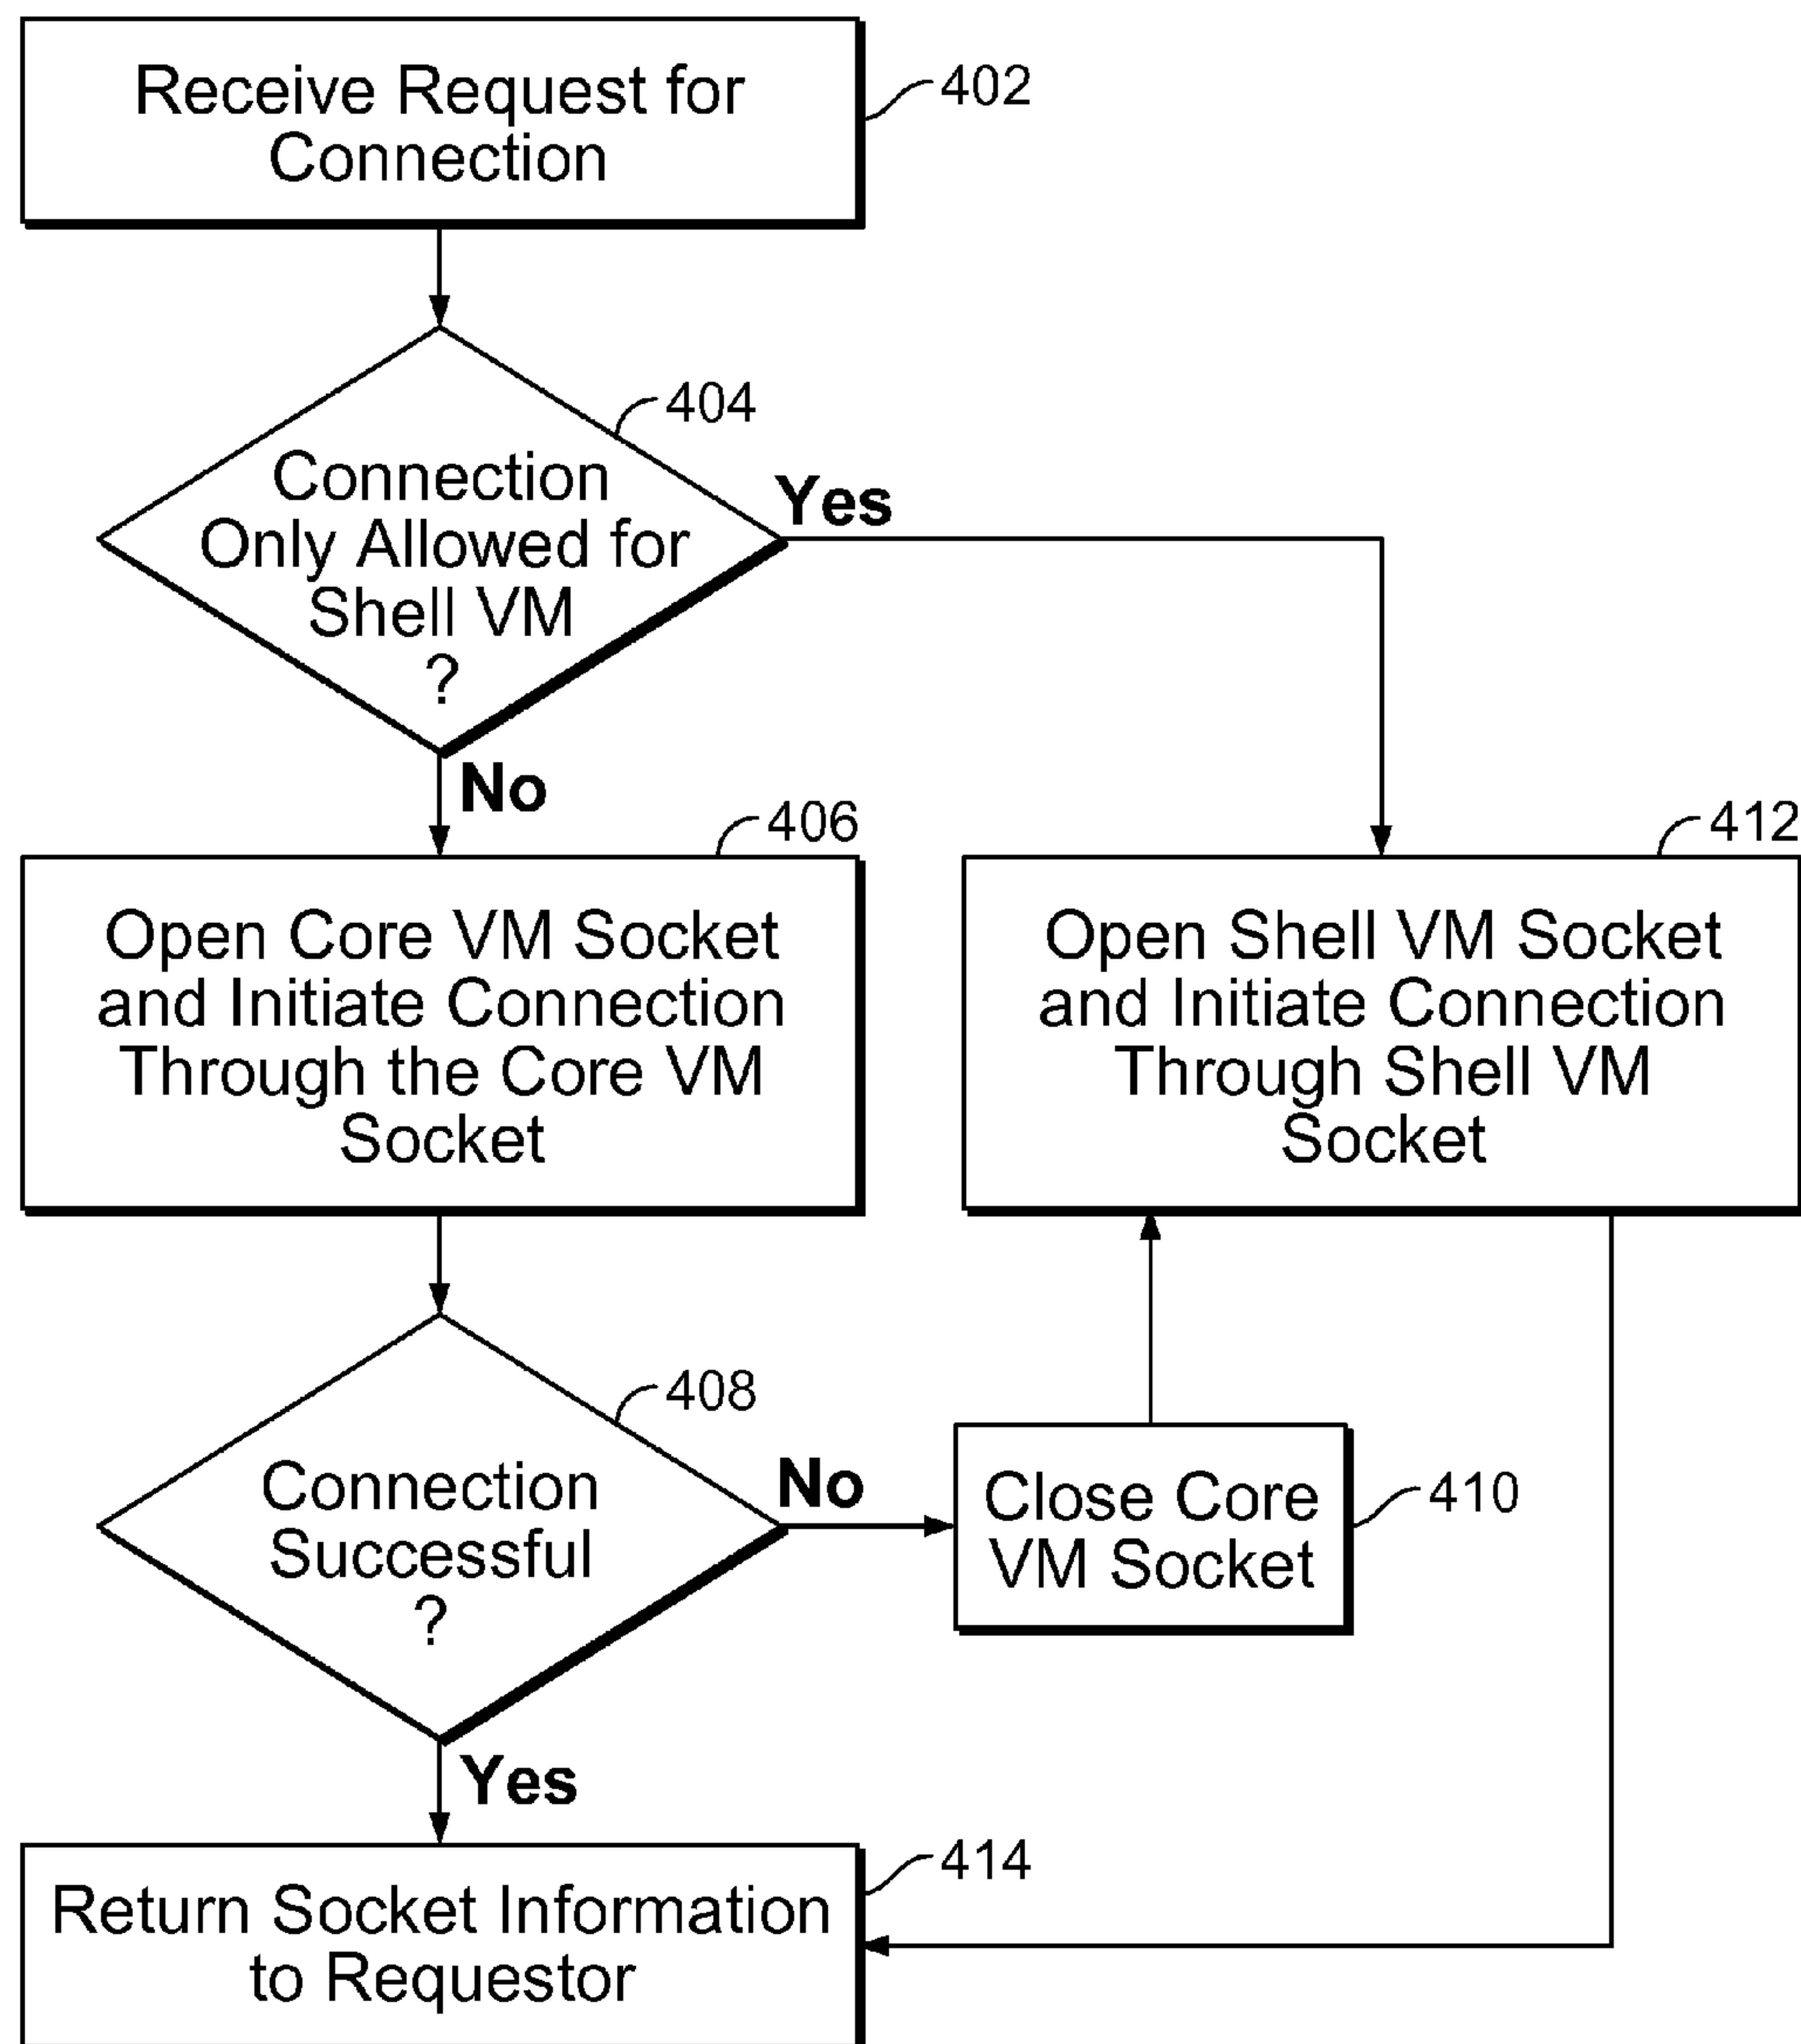 Receive Request for
Connection
402
404
Connection
Only Allowed for
Shell VM
?
Yes
No
406
Open Core VM Socket
and Initiate Connection
Through the Core VM
Socket
412
Open Shell VM Socket
and Initiate Connection
Through Shell VM
Socket
408
Connection
Successful
?
No
Close Core
VM Socket
410
Yes
414
Return Socket Information
to Requestor